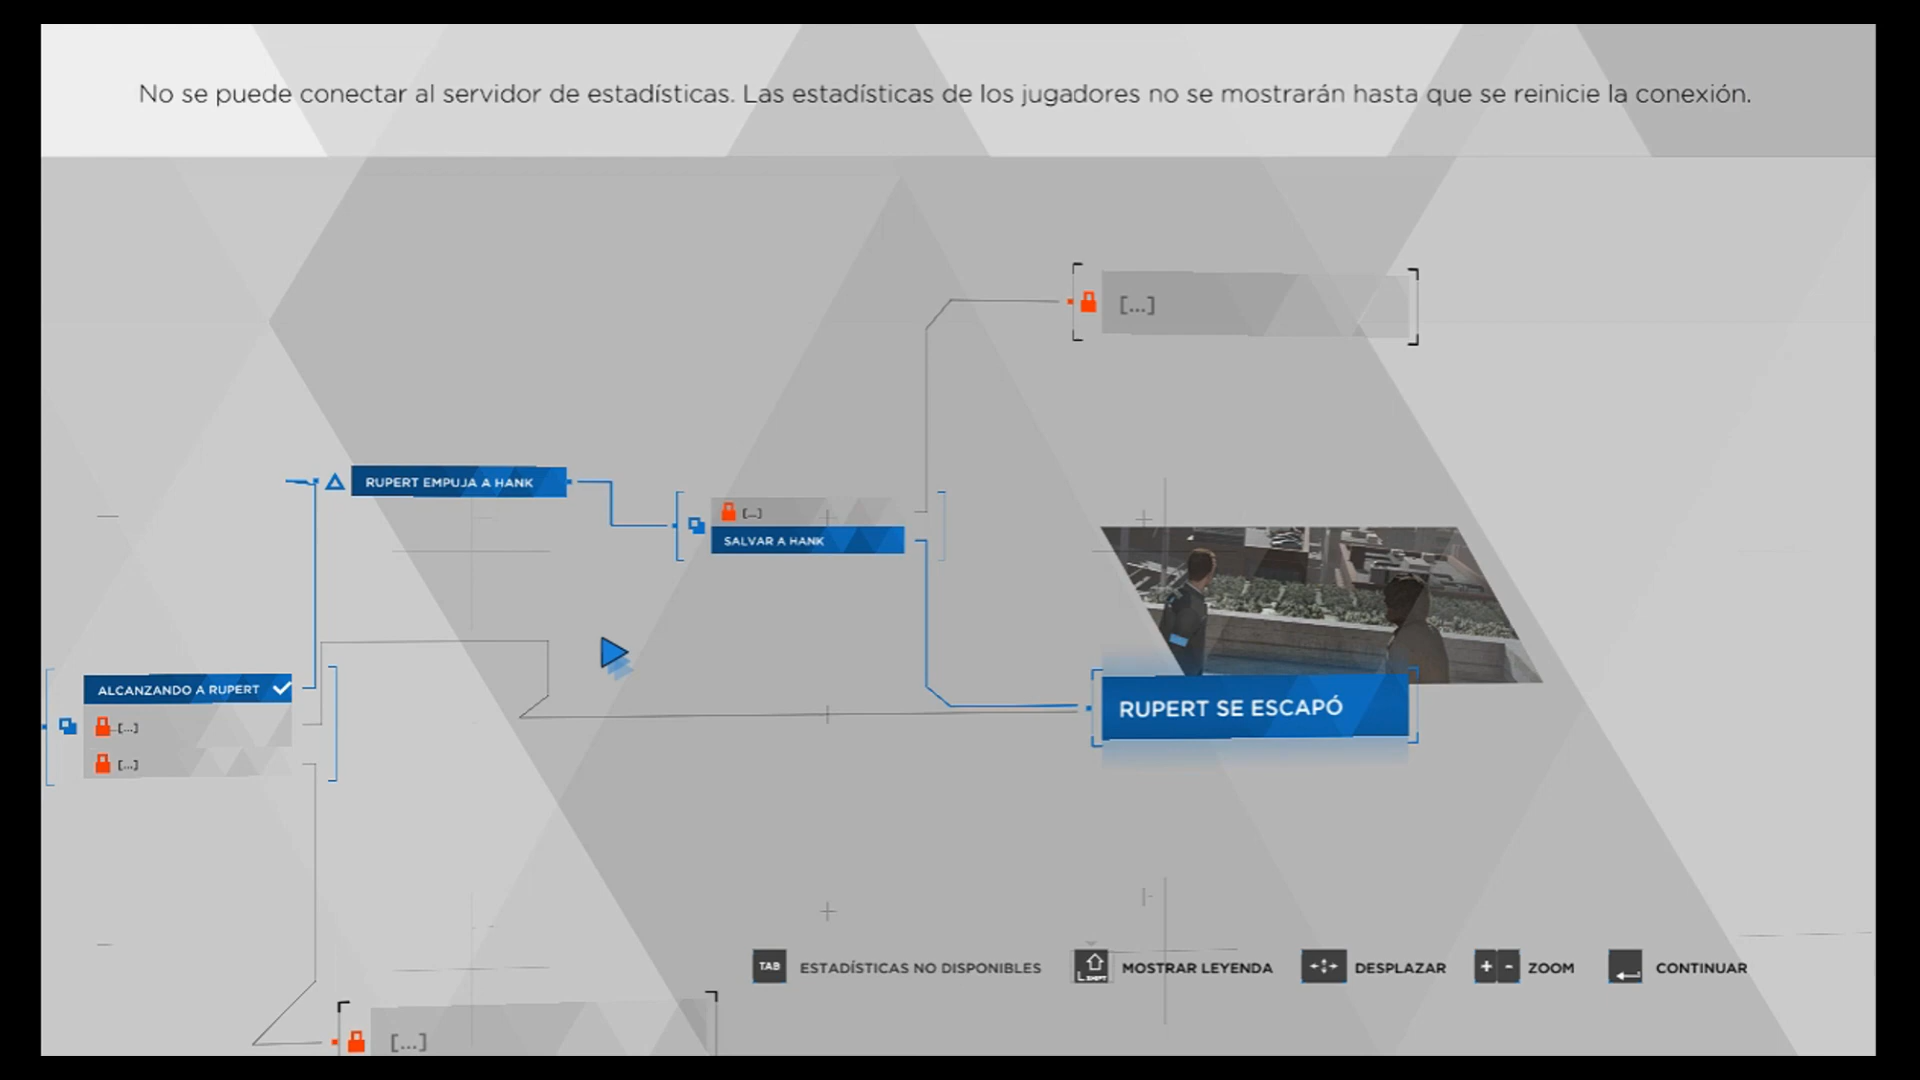 No se puede conectar al servidor de estadísticas. Las estadísticas de los jugadores no se mostrarán hasta que se reinicie la conexión.
[...]
RUPERT EMPUJA A HANK
[...]
SALVAR A HANK
ALCANZANDO A RUPERT
[...]
[...]
RUPERT SE ESCAPÓ
TAB ESTADÍSTICAS NO DISPONIBLES L SHIFT MOSTRAR LEYENDA DESPLAZAR + - ZOOM CONTINUAR
[...]